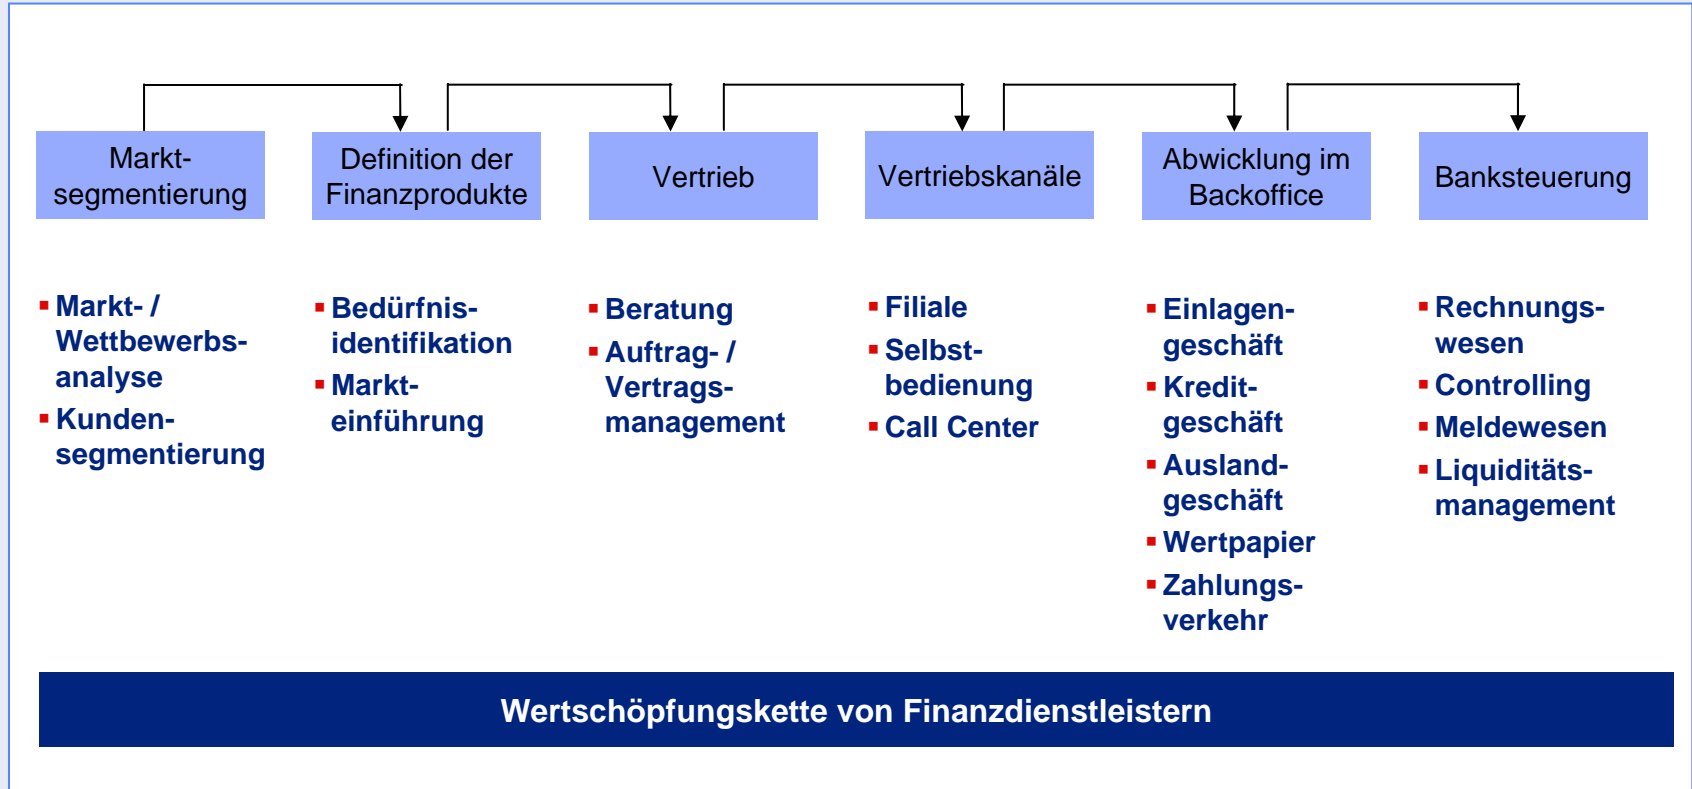 Markt-
segmentierung
Definition der
Finanzprodukte
Vertrieb
Vertriebskanäle
Abwicklung im
Backoffice
Banksteuerung
Markt- /
Wettbewerbs-
analyse
Kunden-
segmentierung
Bedürfnis-
identifikation
Markt-
einführung
Beratung
Auftrag- /
Vertrags-
management
Filiale
Selbst-
bedienung
Call Center
Einlagen-
geschäft
Kredit-
geschäft
Ausland-
geschäft
Wertpapier
Zahlungs-
verkehr
Rechnungs-
wesen
Controlling
Meldewesen
Liquiditäts-
management
Wertschöpfungskette von Finanzdienstleistern